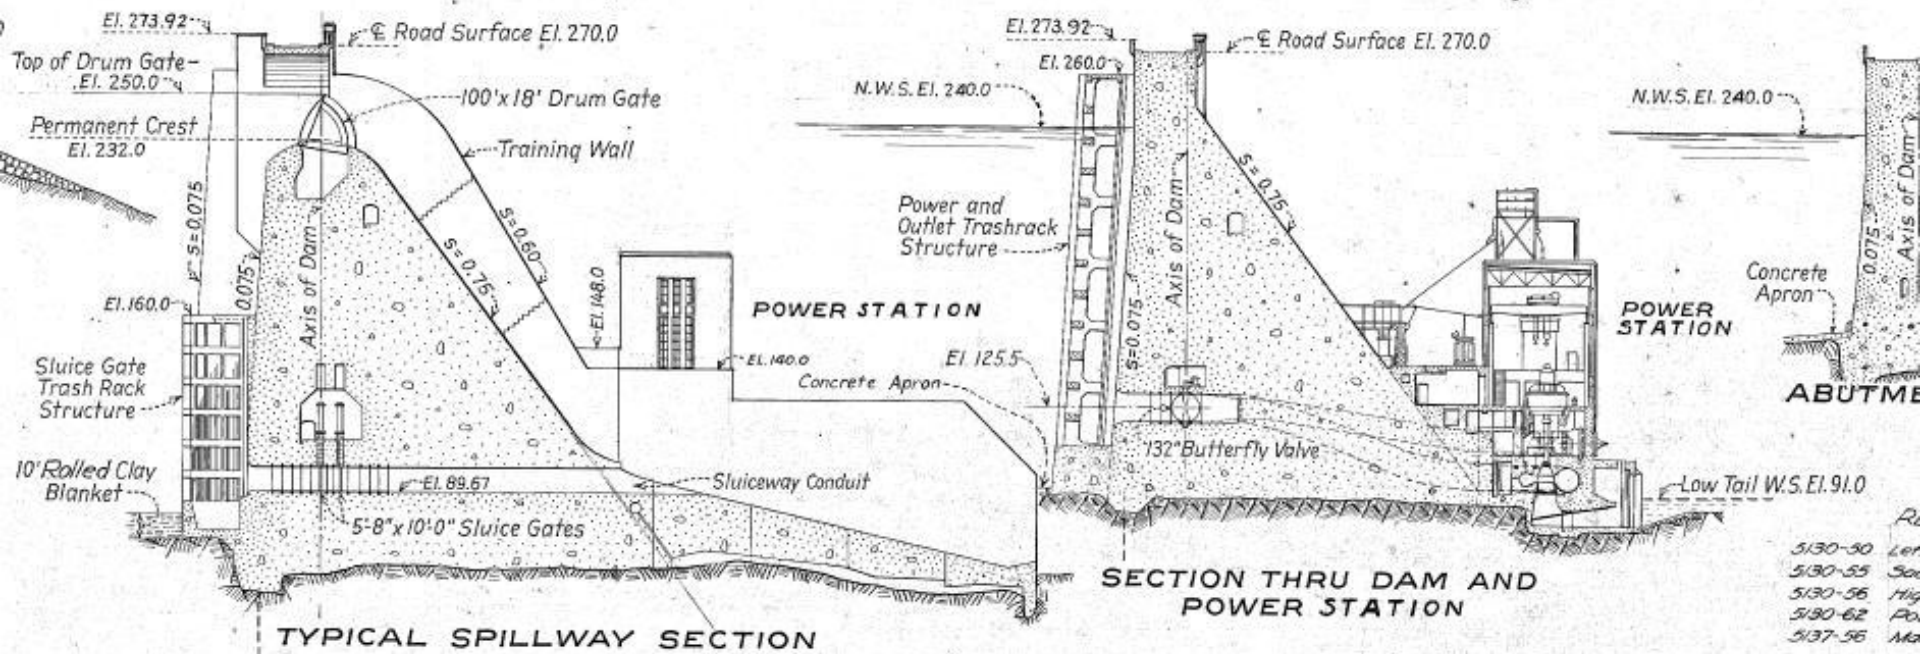 El. 273.92
℄ Road Surface El. 270.0
Top of Drum Gate
El. 250.0
100'x18' Drum Gate
Permanent Crest
El. 232.0
Training Wall
S=0.075
0.075
Axis of Dam
S=0.75
S=0.60
El. 148.0
El. 160.0
POWER STATION
El. 140.0
Sluice Gate
Trash Rack
Structure
10' Rolled Clay
Blanket
El. 89.67
Sluiceway Conduit
5-8"x10'-0" Sluice Gates
TYPICAL SPILLWAY SECTION
El. 273.92
℄ Road Surface El. 270.0
El. 260.0
N.W.S. El. 240.0
Power and
Outlet Trashrack
Structure
Axis of Dam
S=0.075
S=0.75
El. 125.5
Concrete Apron
132" Butterfly Valve
POWER
STATION
Low Tail W.S. El. 91.0
SECTION THRU DAM AND
POWER STATION
N.W.S. El. 240.0
Concrete
Apron
0.075
Axis of Dam
ABUTME
5130-50
5130-55
5130-56
5130-62
5137-56